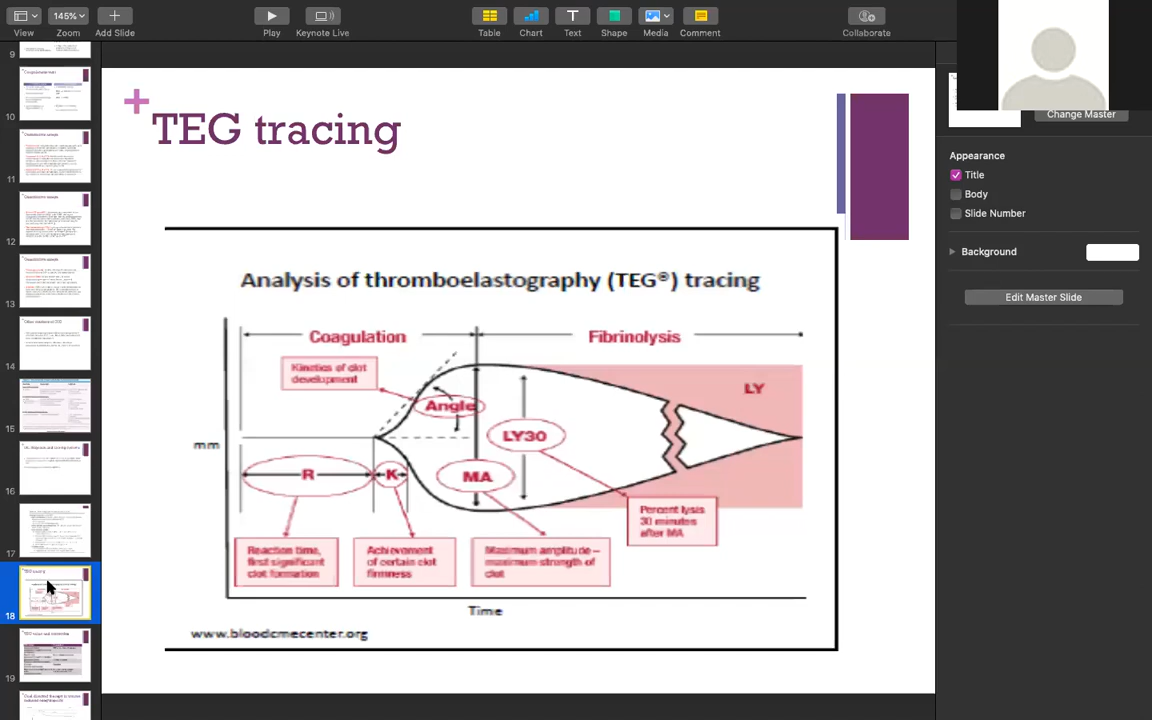 145%
View
Zoom
Add Slide
Play
Keynote Live
Table
Chart
Text
Shape
Media
Comment
Collaborate
9
10
11
12
13
14
15
16
17
18
19
+
TEG tracing
Analysis of thromboelastography (TEG®) tracing
Coagulation
Fibrinolysis
Kinetics of clot
development
LY
Angle
LY30
mm
R
K
MA
Percent lysis
30 minutes
after MA
Reaction time,
first significant
clot formation
Achievement
of certain clot
firmness
Maximum amplitude –
maximum strength of
clot
Time
www.bloodcmecenter.org
Change Master
Appearance
Title
Body
Slide Number
Background
Edit Master Slide